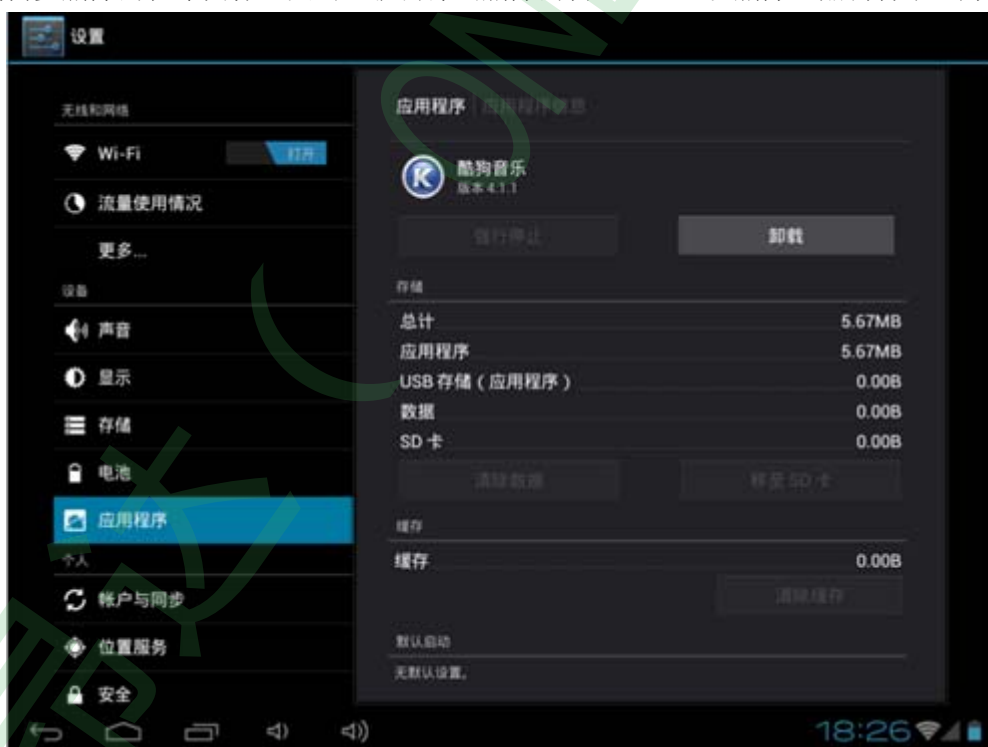 设置
无线和网络
Wi-Fi
打开
流量使用情况
更多...
设备
声音
显示
存储
电池
应用程序
个人
帐户与同步
位置服务
安全
应用程序 应用程序信息
酷狗音乐
版本 4.1.1
强行停止
卸载
存储
总计 5.67MB
应用程序 5.67MB
USB 存储（应用程序） 0.00B
数据 0.00B
SD 卡 0.00B
清除数据
移至 SD 卡
缓存
缓存 0.00B
清除缓存
默认启动
无默认设置。
18:26